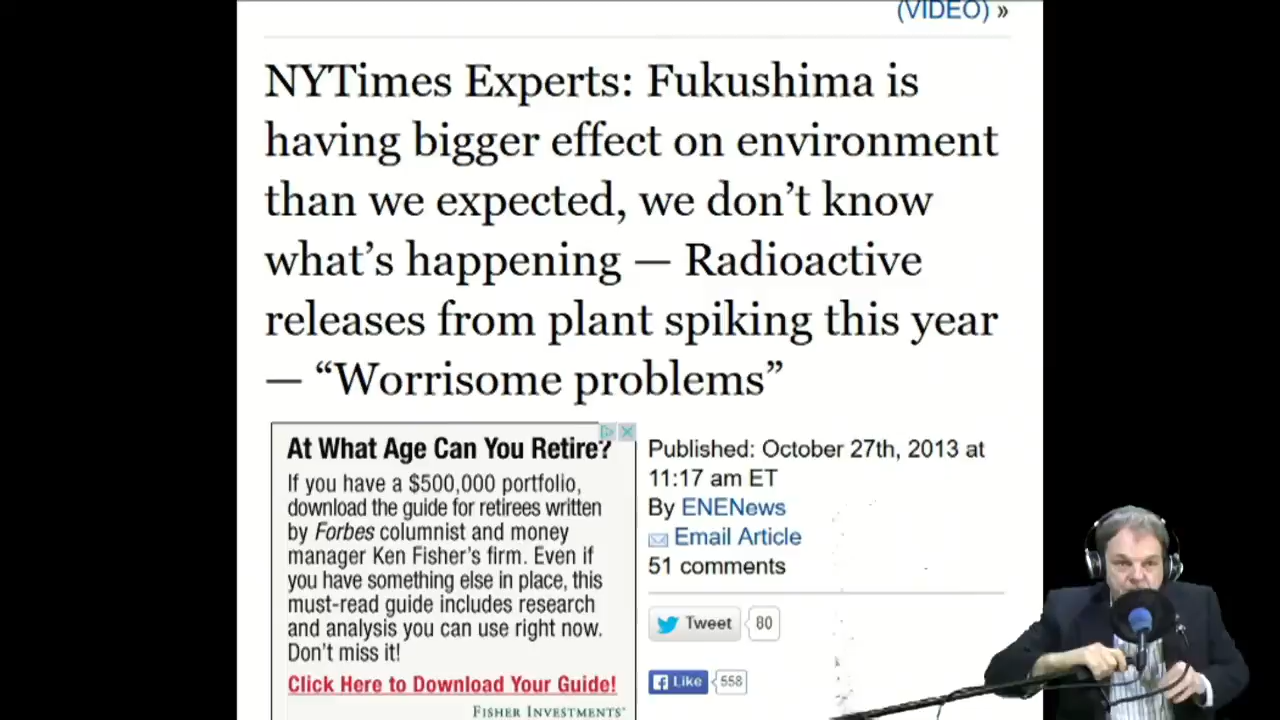 (VIDEO) »
NYTimes Experts: Fukushima is
having bigger effect on environment
than we expected, we don’t know
what’s happening — Radioactive
releases from plant spiking this year
— “Worrisome problems”
At What Age Can You Retire?
If you have a $500,000 portfolio,
download the guide for retirees written
by Forbes columnist and money
manager Ken Fisher’s firm. Even if
you have something else in place, this
must-read guide includes research
and analysis you can use right now.
Don’t miss it!
Click Here to Download Your Guide!
FISHER INVESTMENTS
Published: October 27th, 2013 at
11:17 am ET
By ENENews
Email Article
51 comments
Tweet 80
Like 558